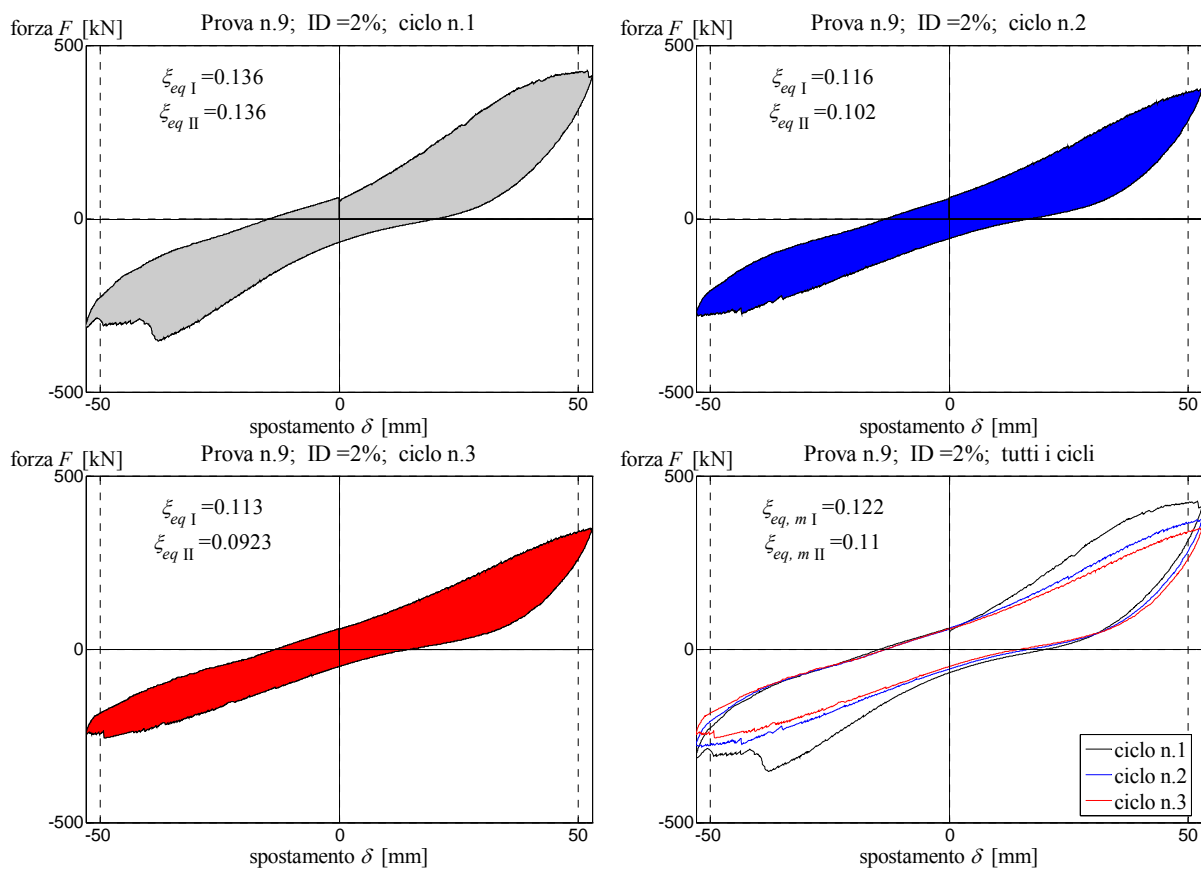 forza F [kN]
Prova n.9; ID =2%; ciclo n.1
500
ξeq I =0.136
ξeq II =0.136
0
-500
-50
0
50
spostamento δ [mm]
forza F [kN]
Prova n.9; ID =2%; ciclo n.2
500
ξeq I =0.116
ξeq II =0.102
0
-500
-50
0
50
spostamento δ [mm]
forza F [kN]
Prova n.9; ID =2%; ciclo n.3
500
ξeq I =0.113
ξeq II =0.0923
0
-500
-50
0
50
spostamento δ [mm]
forza F [kN]
Prova n.9; ID =2%; tutti i cicli
500
ξeq, m I =0.122
ξeq, m II =0.11
0
ciclo n.1
ciclo n.2
ciclo n.3
-500
-50
0
50
spostamento δ [mm]